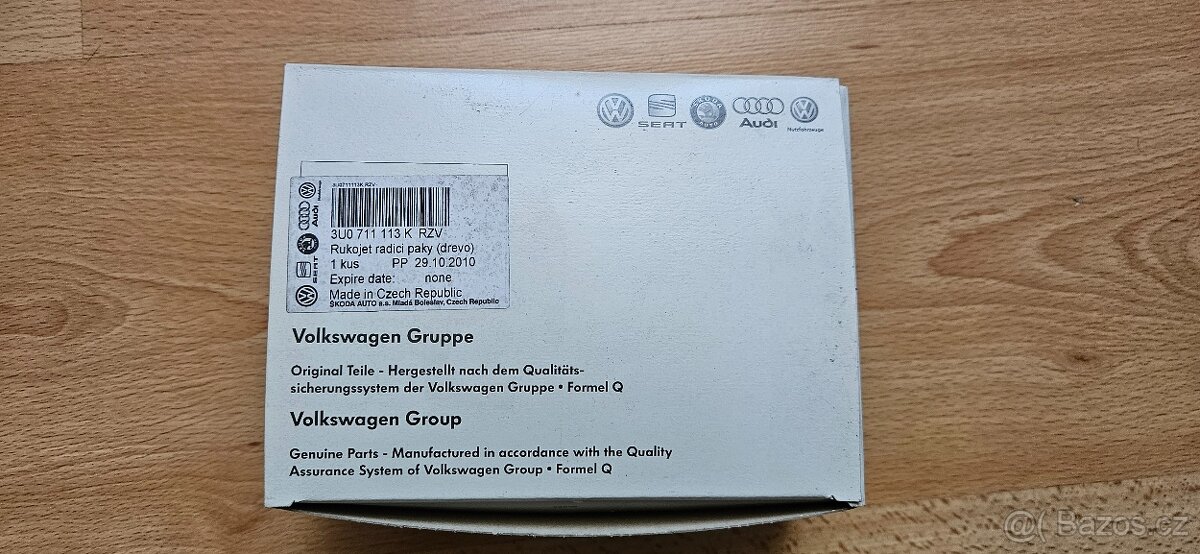 SEAT
Audi
Nutzfahrzeuge
3U0711113K RZV
3U0 711 113 K RZV
Rukojet radici paky (drevo)
1 kus PP 29.10.2010
Expire date: none
Made in Czech Republic
ŠKODA AUTO a.s. Mladá Boleslav, Czech Republic
Audi
SEAT
Volkswagen Gruppe
Original Teile - Hergestellt nach dem Qualitäts-
sicherungssystem der Volkswagen Gruppe • Formel Q
Volkswagen Group
Genuine Parts - Manufactured in accordance with the Quality
Assurance System of Volkswagen Group • Formel Q
Bazos.cz